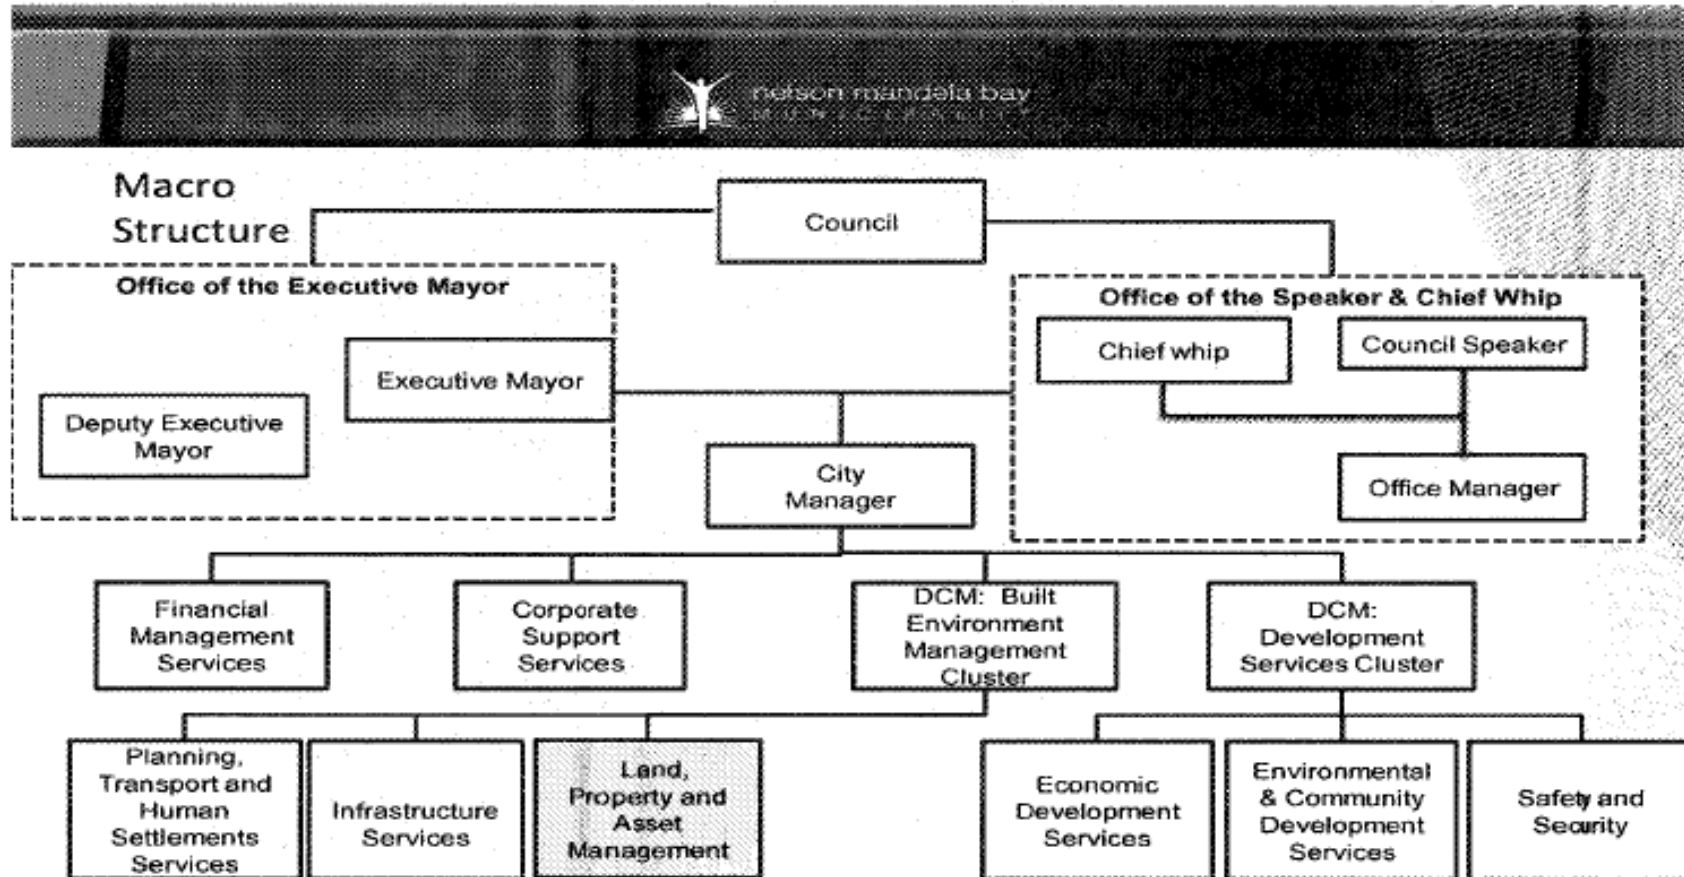 nelson mandela bay
MUNICIPALITY
Macro
Structure
Council
Office of the Executive Mayor
Office of the Speaker & Chief Whip
Chief whip
Council Speaker
Executive Mayor
Deputy Executive
Mayor
City
Manager
Office Manager
Financial
Management
Services
Corporate
Support
Services
DCM: Built
Environment
Management
Cluster
DCM:
Development
Services Cluster
Planning,
Transport and
Human
Settlements
Services
Infrastructure
Services
Land,
Property and
Asset
Management
Economic
Development
Services
Environmental
& Community
Development
Services
Safety and
Security